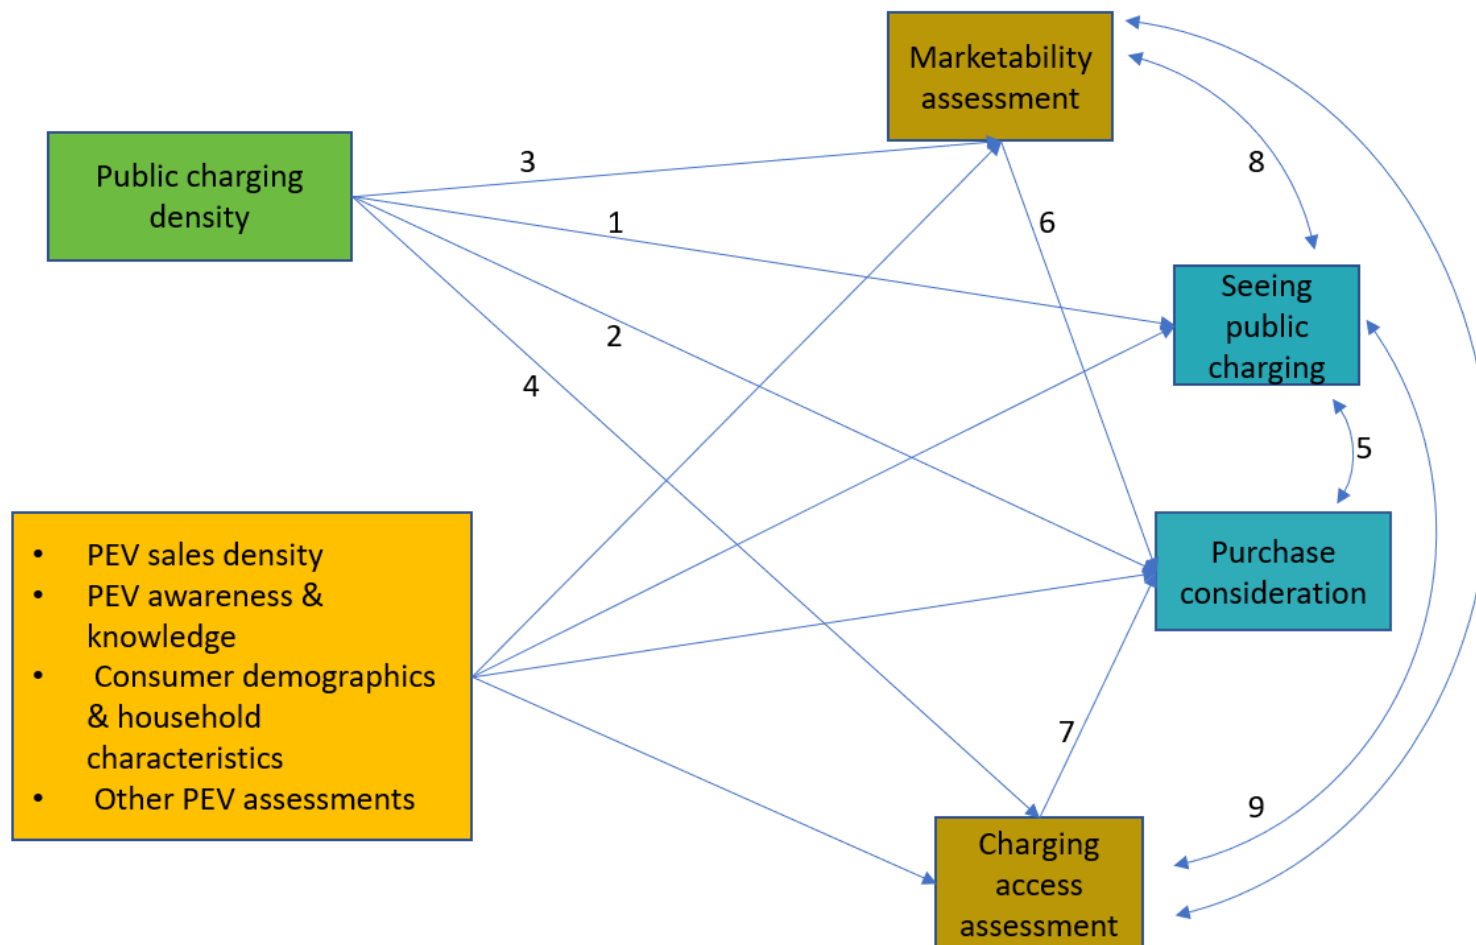 Marketability
assessment
3
8
Public charging
density
1
6
Seeing
public
charging
2
4
5
• PEV sales density
• PEV awareness &
knowledge
• Consumer demographics
& household
characteristics
• Other PEV assessments
Purchase
consideration
7
9
Charging
access
assessment